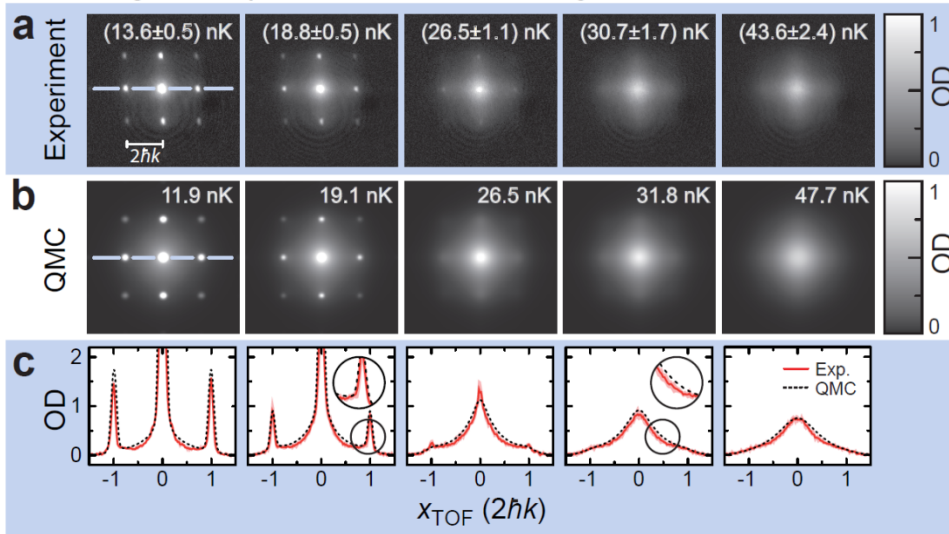 a
Experiment
(13.6±0.5) nK
(18.8±0.5) nK
(26.5±1.1) nK
(30.7±1.7) nK
(43.6±2.4) nK
2ħk
1
OD
0
b
QMC
11.9 nK
19.1 nK
26.5 nK
31.8 nK
47.7 nK
1
OD
0
c
OD
2
1
0
Exp.
QMC
-1 0 1
-1 0 1
-1 0 1
-1 0 1
-1 0 1
xTOF (2ħk)